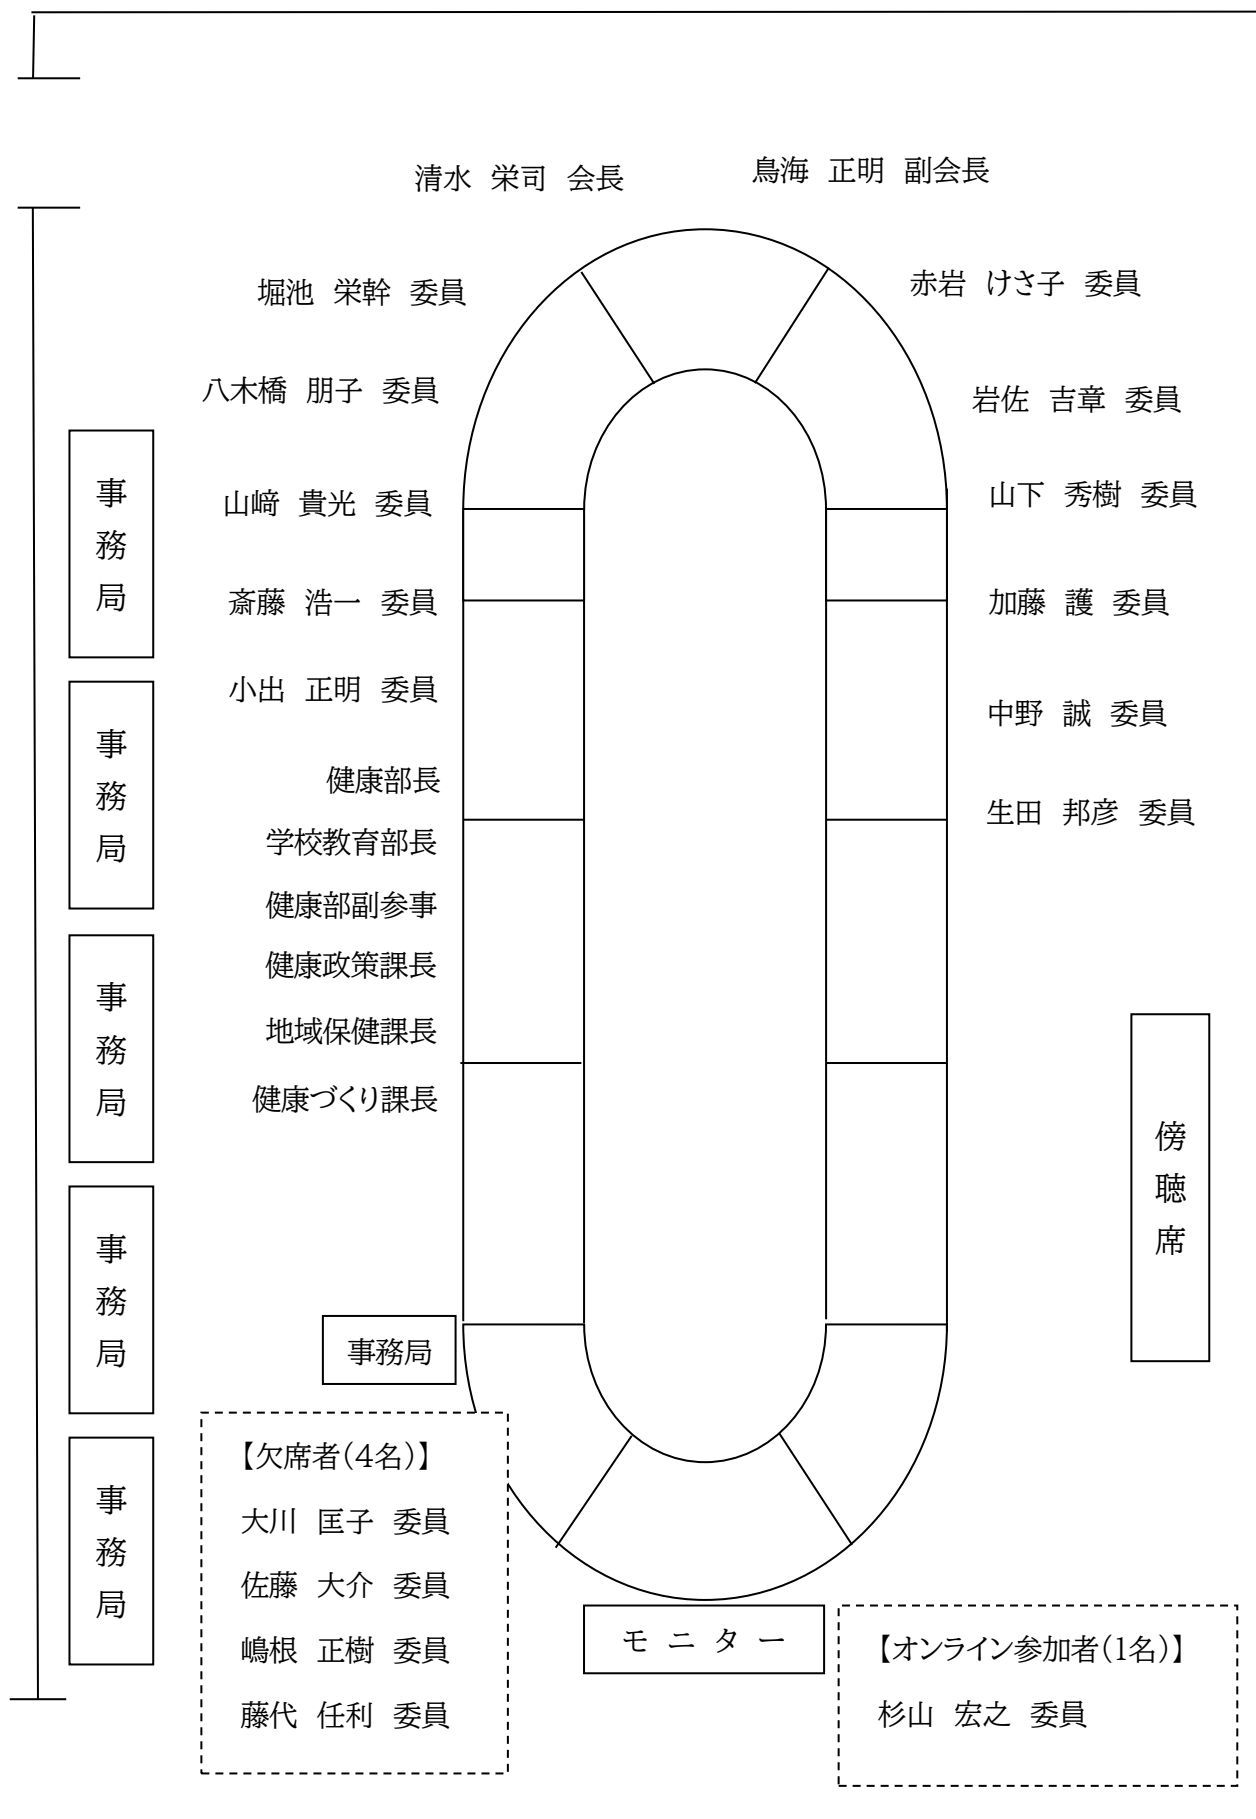 清水 栄司 会長
鳥海 正明 副会長
堀池 栄幹 委員
赤岩 けさ子 委員
八木橋 朋子 委員
岩佐 吉章 委員
山﨑 貴光 委員
山下 秀樹 委員
斎藤 浩一 委員
加藤 護 委員
小出 正明 委員
中野 誠 委員
健康部長
生田 邦彦 委員
学校教育部長
健康部副参事
健康政策課長
地域保健課長
健康づくり課長
事務局
事務局
事務局
事務局
事務局
傍聴席
事務局
【欠席者(4名)】
大川 匡子 委員
佐藤 大介 委員
嶋根 正樹 委員
藤代 任利 委員
モニター
【オンライン参加者(1名)】
杉山 宏之 委員